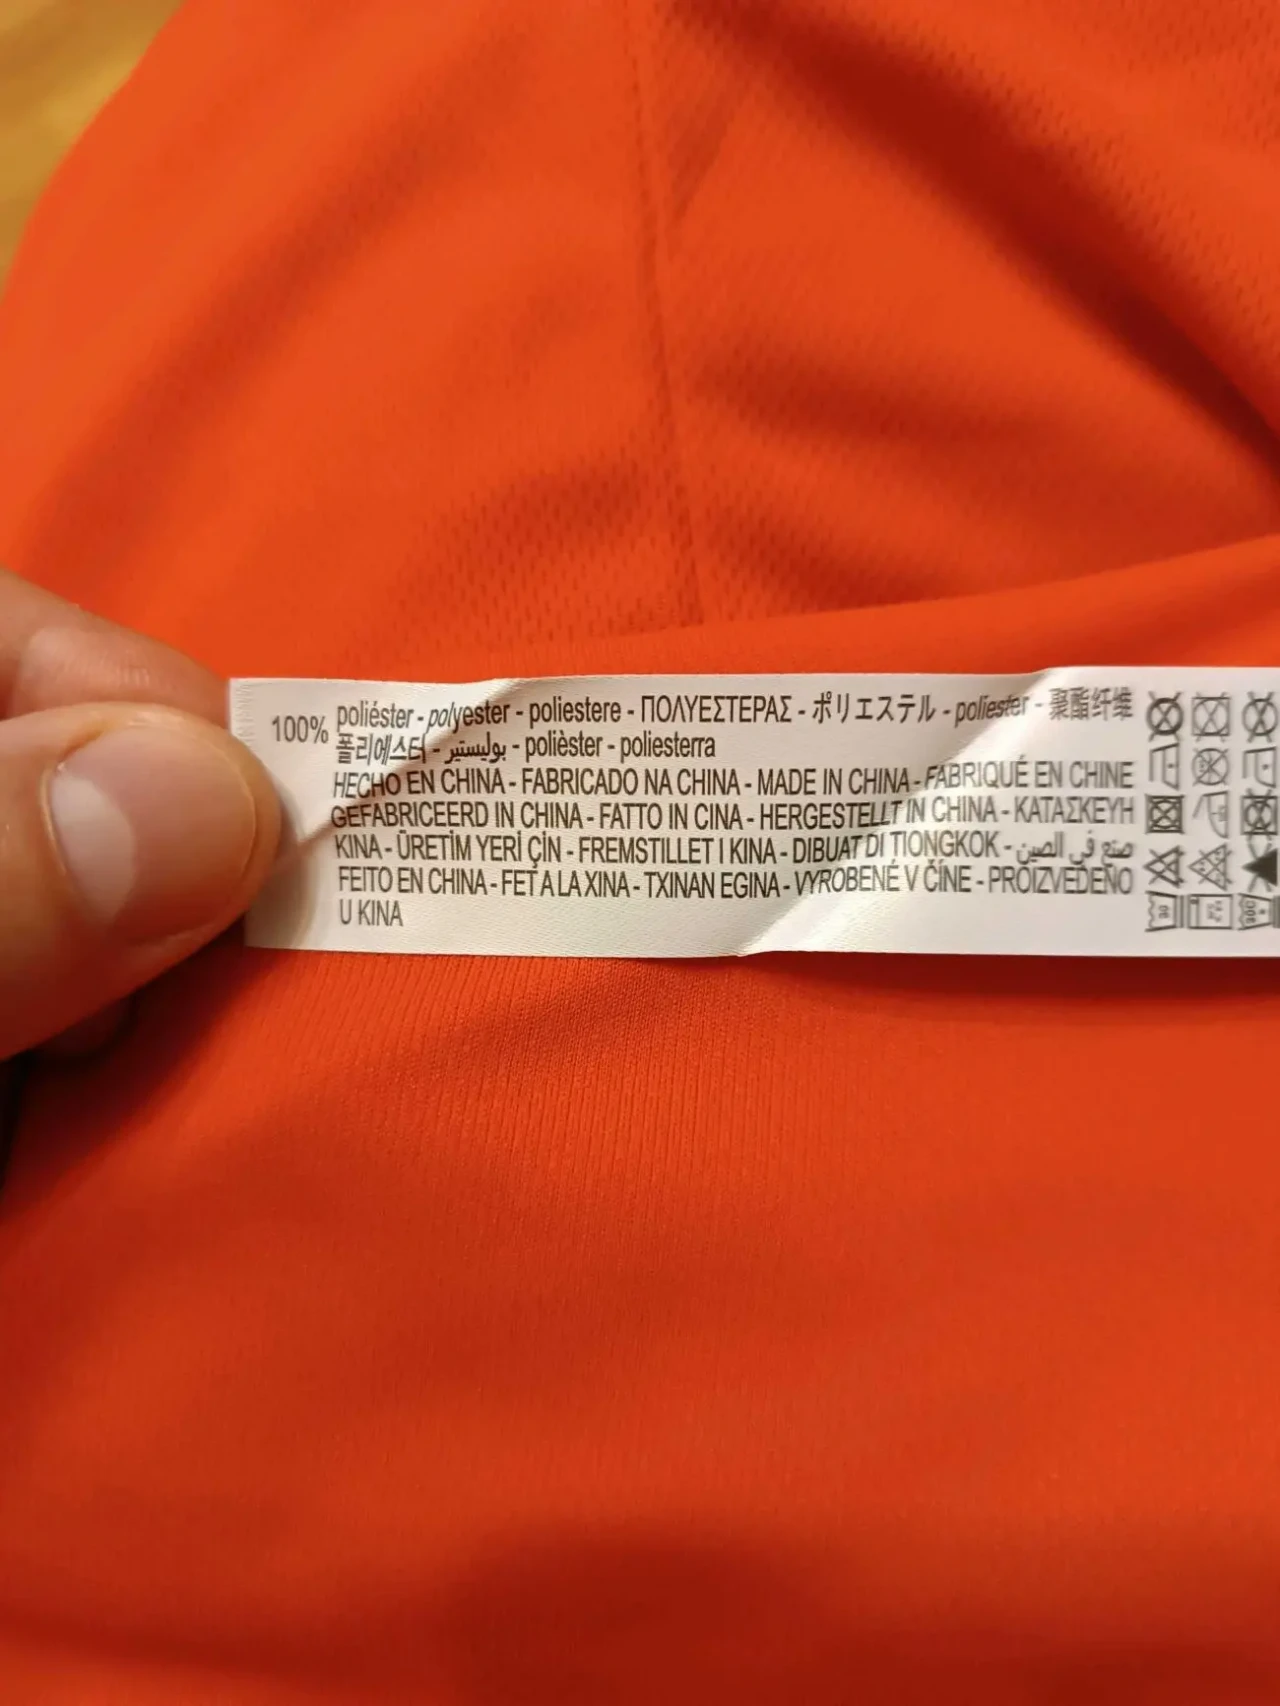 100% poliéster - polyester - poliestere - ΠΟΛΥΕΣΤΕΡΑΣ - ポリエステル - poliester - 聚酯纤维
폴리에스터 - بوليستير - polièster - poliesterra
HECHO EN CHINA - FABRICADO NA CHINA - MADE IN CHINA - FABRIQUÉ EN CHINE
GEFABRICEERD IN CHINA - FATTO IN CINA - HERGESTELLT IN CHINA - ΚΑΤΑΣΚΕΥΗ
KINA - ÜRETİM YERİ ÇİN - FREMSTILLET I KINA - DIBUAT DI TIONGKOK - صنع في الصين
FEITO EN CHINA - FET A LA XINA - TXINAN EGINA - VYROBENÉ V ČÍNE - PROIZVEDENO
U KINA